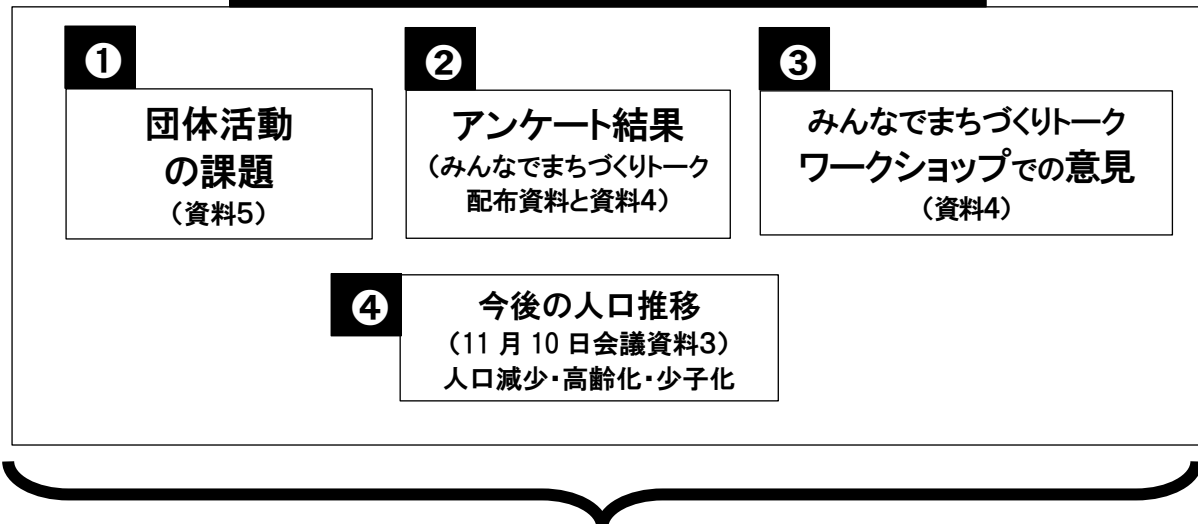 ❶
団体活動
の課題
（資料5）
❷
アンケート結果
（みんなでまちづくりトーク
配布資料と資料4）
❸
みんなでまちづくりトーク
ワークショップでの意見
（資料4）
❹
今後の人口推移
（11月10日会議資料3）
人口減少・高齢化・少子化